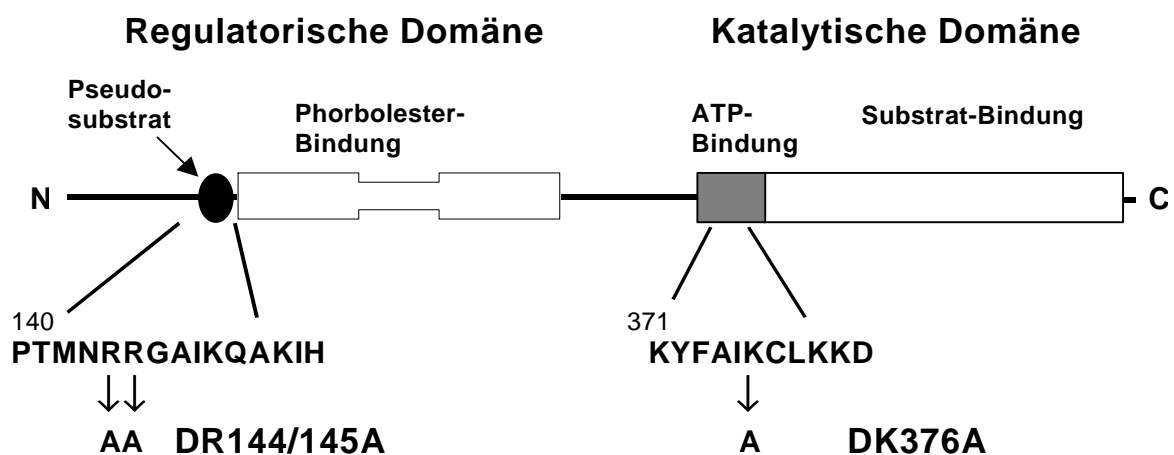 Regulatorische Domäne
Katalytische Domäne
Pseudo-
substrat
Phorbolester-
Bindung
ATP-
Bindung
Substrat-Bindung
N
C
140
PTMNRRGAIKQAKIH
371
KYFAIKCLKKD
AA DR144/145A
A DK376A